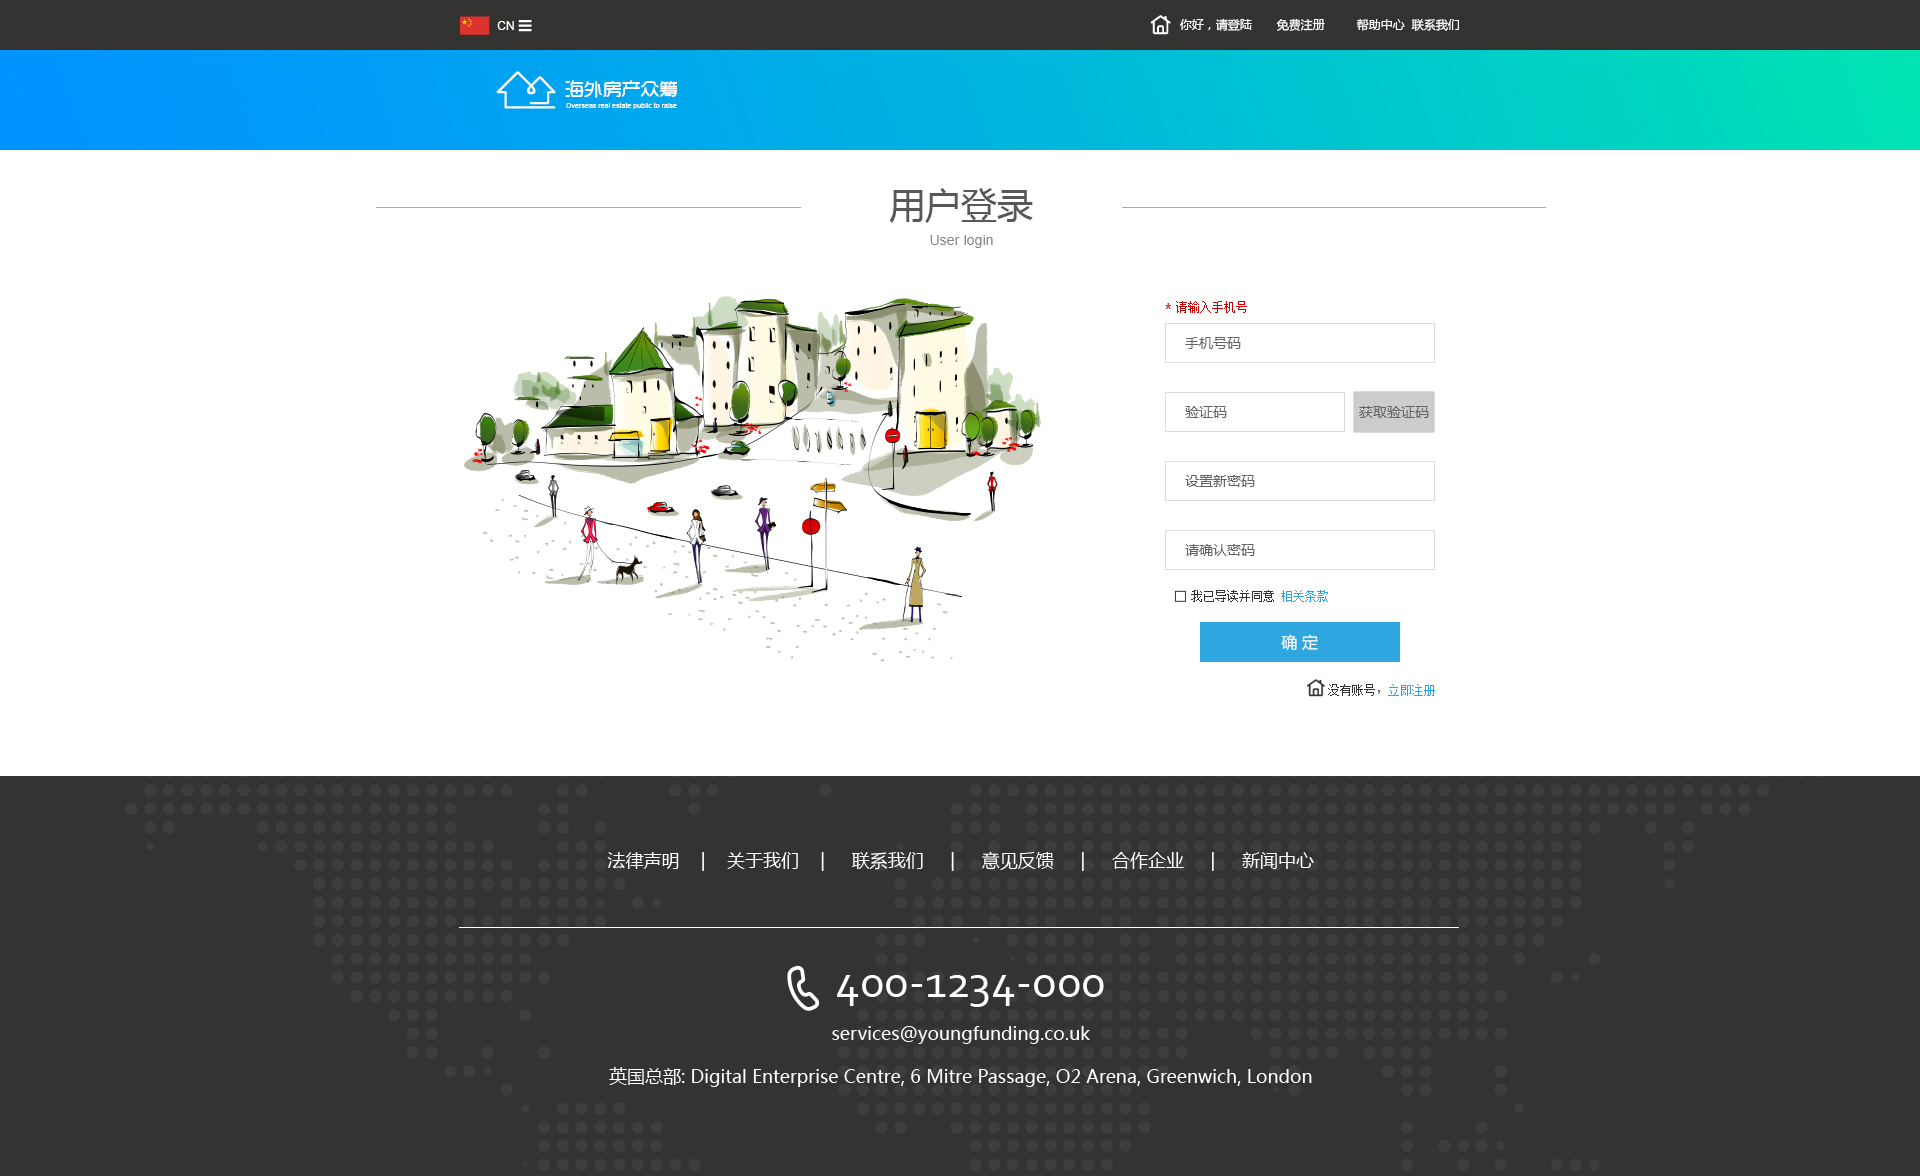 CN
你好，请登陆 免费注册 帮助中心 联系我们
海外房产众筹
Overseas real estate public to raise
用户登录
User login
* 请输入手机号
手机号码
验证码 获取验证码
设置新密码
请确认密码
我已导读并同意 相关条款
确 定
没有账号，立即注册
法律声明 | 关于我们 | 联系我们 | 意见反馈 | 合作企业 | 新闻中心
400-1234-000
services@youngfunding.co.uk
英国总部: Digital Enterprise Centre, 6 Mitre Passage, O2 Arena, Greenwich, London